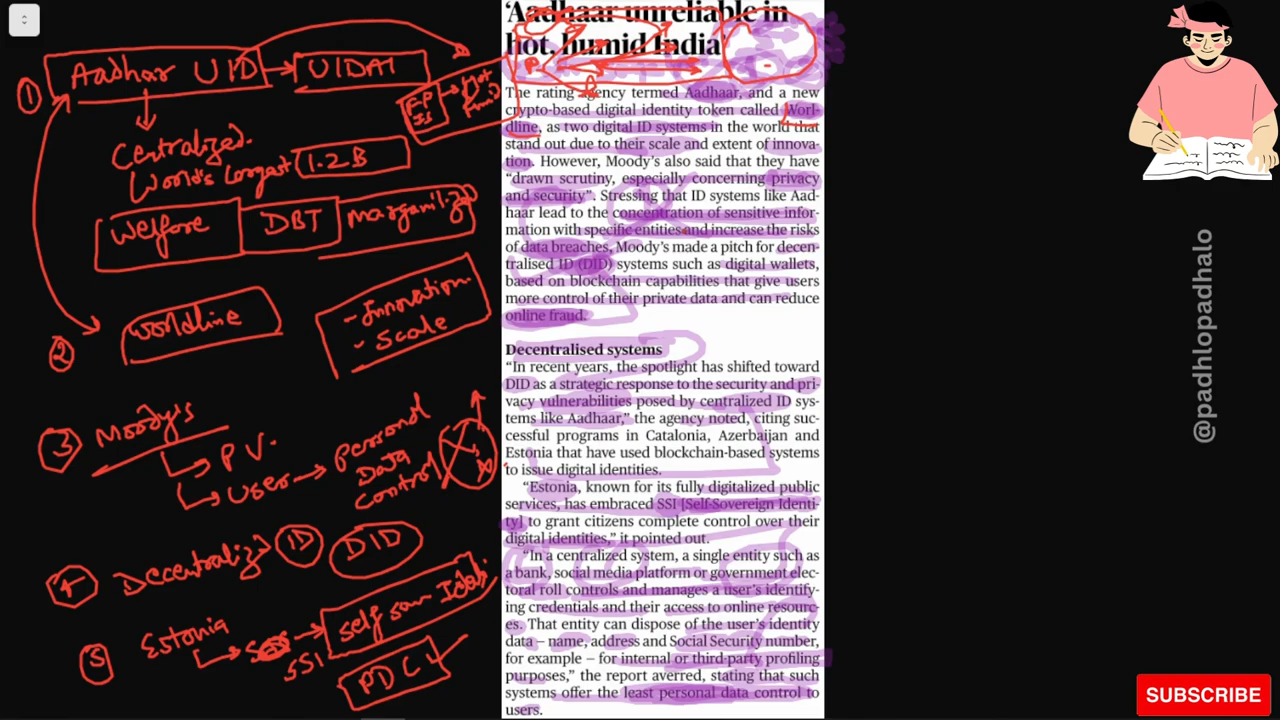 ① Aadhar UID → UIDAI
Centralized.
World's Largest 1.2 B
Welfare DBT
② Worldline
- Innovation
- Scale
③ Moody's
P V.
User → Personal
Data
Control
④ Decentralize ID DID
⑤ Estonia
SSI
PDC
'Aadhaar unreliable in
hot, humid India
The rating agency termed Aadhaar, and a new
crypto-based digital identity token called Worl-
dline, as two digital ID systems in the world that
stand out due to their scale and extent of innova-
tion. However, Moody's also said that they have
"drawn scrutiny, especially concerning privacy
and security". Stressing that ID systems like Aad-
haar lead to the concentration of sensitive infor-
mation with specific entities and increase the risks
of data breaches, Moody's made a pitch for decen-
tralised ID (DID) systems such as digital wallets,
based on blockchain capabilities that give users
more control of their private data and can reduce
online fraud.
Decentralised systems
"In recent years, the spotlight has shifted toward
DID as a strategic response to the security and pri-
vacy vulnerabilities posed by centralized ID sys-
tems like Aadhaar," the agency noted, citing suc-
cessful programs in Catalonia, Azerbaijan and
Estonia that have used blockchain-based systems
to issue digital identities.
"Estonia, known for its fully digitalized public
services, has embraced SSI [Self-Sovereign Identi-
ty] to grant citizens complete control over their
digital identities," it pointed out.
"In a centralized system, a single entity such as
a bank, social media platform or government elec-
toral roll controls and manages a user's identify-
ing credentials and their access to online resourc-
es. That entity can dispose of the user's identity
data – name, address and Social Security number,
for example – for internal or third-party profiling
purposes," the report averred, stating that such
systems offer the least personal data control to
users.
@padhlopadhalo
SUBSCRIBE